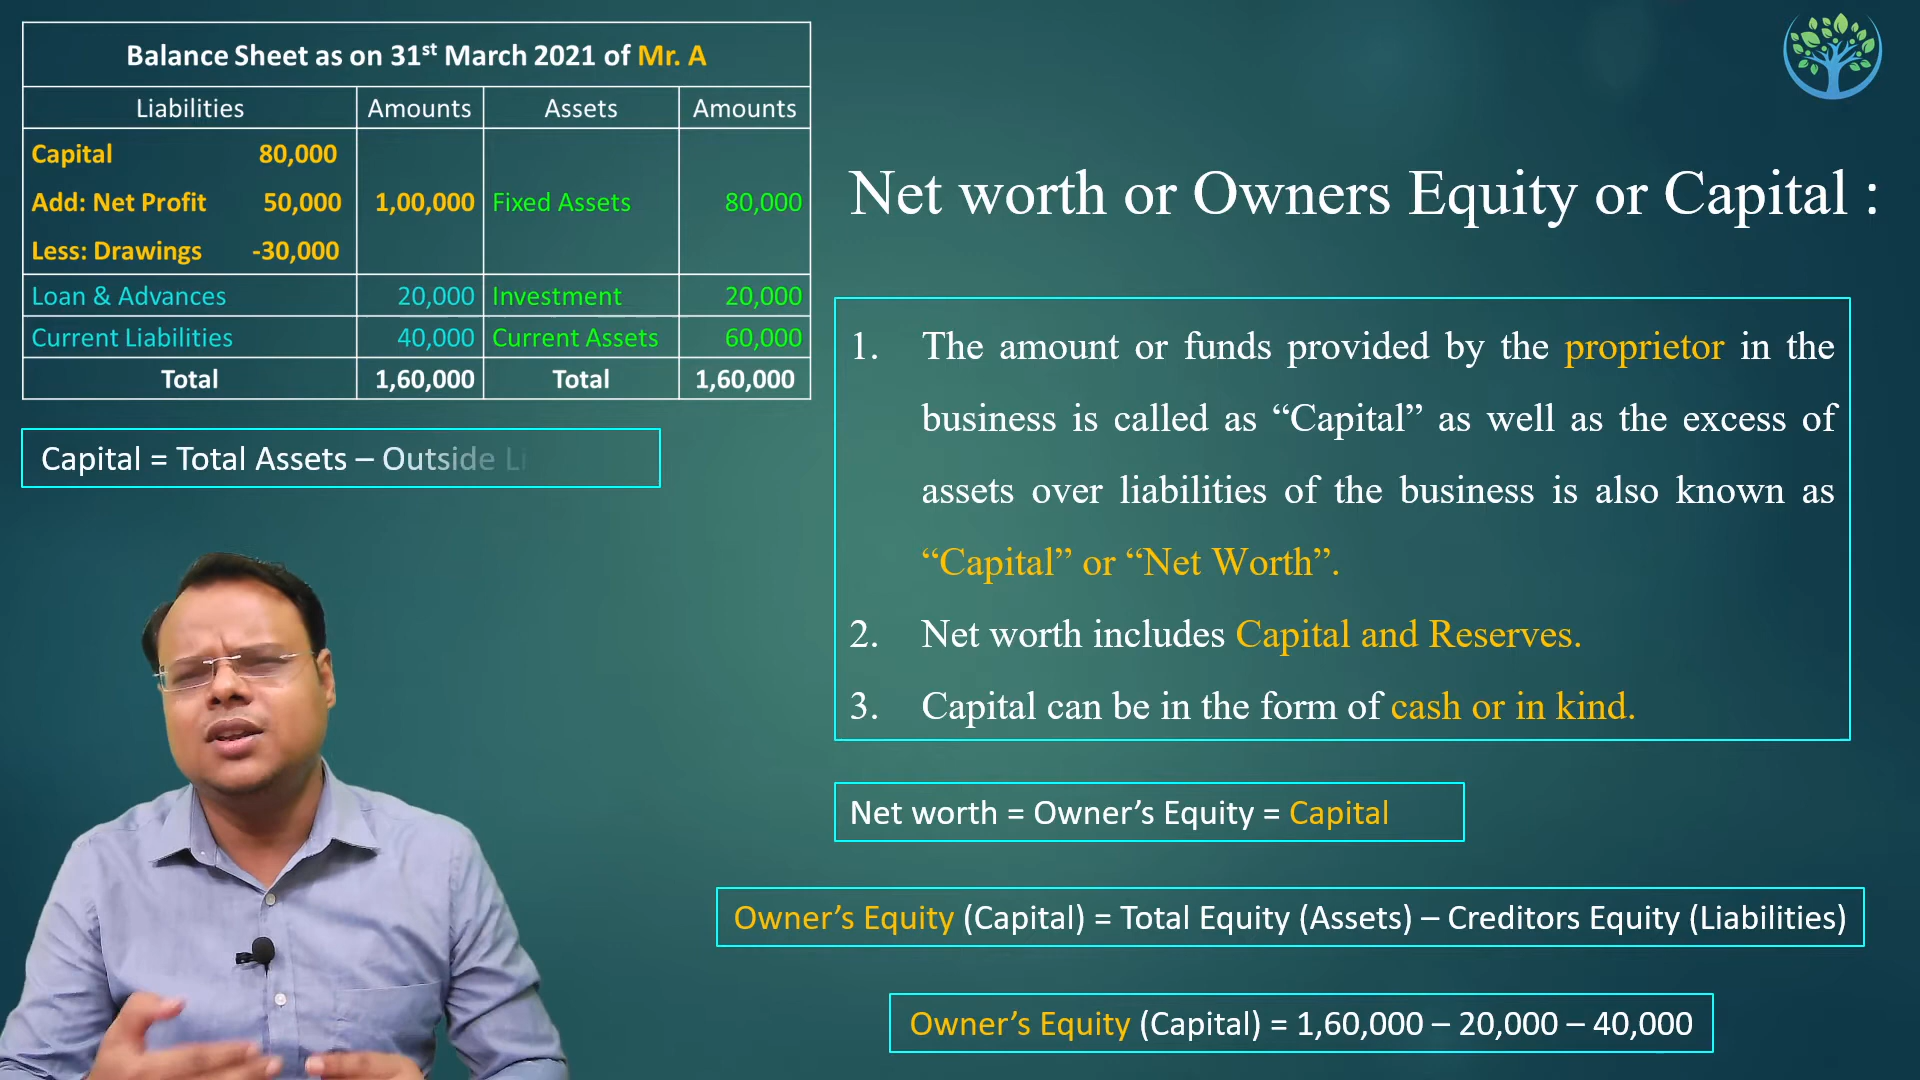 Balance Sheet as on 31st March 2021 of Mr. A
Liabilities Amounts Assets Amounts
Capital 80,000
Add: Net Profit 50,000 1,00,000 Fixed Assets 80,000
Less: Drawings -30,000
Loan & Advances 20,000 Investment 20,000
Current Liabilities 40,000 Current Assets 60,000
Total 1,60,000 Total 1,60,000
Capital = Total Assets – Outside Li
Net worth or Owners Equity or Capital :
1. The amount or funds provided by the proprietor in the
business is called as “Capital” as well as the excess of
assets over liabilities of the business is also known as
“Capital” or “Net Worth”.
2. Net worth includes Capital and Reserves.
3. Capital can be in the form of cash or in kind.
Net worth = Owner’s Equity = Capital
Owner’s Equity (Capital) = Total Equity (Assets) – Creditors Equity (Liabilities)
Owner’s Equity (Capital) = 1,60,000 – 20,000 – 40,000